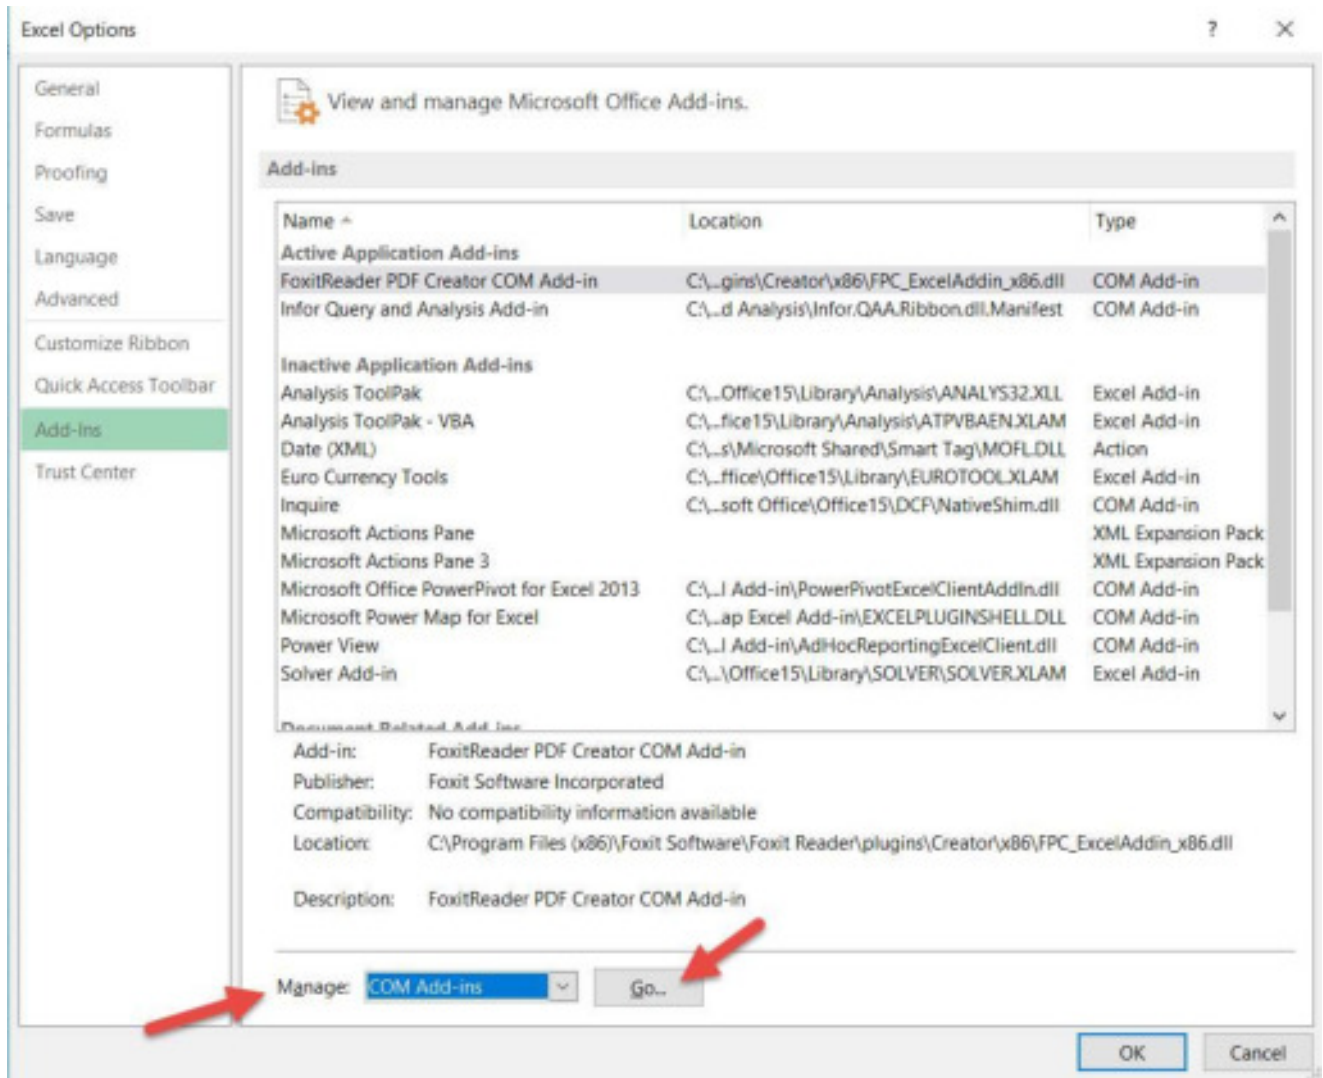 Excel Options
?
General
Formulas
Proofing
Save
Language
Advanced
Customize Ribbon
Quick Access Toolbar
Add-Ins
Trust Center
View and manage Microsoft Office Add-ins.
Add-ins
Name Location Type
Active Application Add-ins
FoxitReader PDF Creator COM Add-in C:\...gins\Creator\x86\FPC_ExcelAddin_x86.dll COM Add-in
Infor Query and Analysis Add-in C:\...d Analysis\Infor.QAA.Ribbon.dll.Manifest COM Add-in
Inactive Application Add-ins
Analysis ToolPak C:\...Office15\Library\Analysis\ANALYS32.XLL Excel Add-in
Analysis ToolPak - VBA C:\...fice15\Library\Analysis\ATPVBAEN.XLAM Excel Add-in
Date (XML) C:\...s\Microsoft Shared\Smart Tag\MOFL.DLL Action
Euro Currency Tools C:\...ffice\Office15\Library\EUROTOOL.XLAM Excel Add-in
Inquire C:\...soft Office\Office15\DCF\NativeShim.dll COM Add-in
Microsoft Actions Pane XML Expansion Pack
Microsoft Actions Pane 3 XML Expansion Pack
Microsoft Office PowerPivot for Excel 2013 C:\...l Add-in\PowerPivotExcelClientAddIn.dll COM Add-in
Microsoft Power Map for Excel C:\...ap Excel Add-in\EXCELPLUGINSHELL.DLL COM Add-in
Power View C:\...l Add-in\AdHocReportingExcelClient.dll COM Add-in
Solver Add-in C:\...\Office15\Library\SOLVER\SOLVER.XLAM Excel Add-in
Document Related Add-ins
Add-in: FoxitReader PDF Creator COM Add-in
Publisher: Foxit Software Incorporated
Compatibility: No compatibility information available
Location: C:\Program Files (x86)\Foxit Software\Foxit Reader\plugins\Creator\x86\FPC_ExcelAddin_x86.dll
Description: FoxitReader PDF Creator COM Add-in
Manage: COM Add-ins Go...
OK Cancel